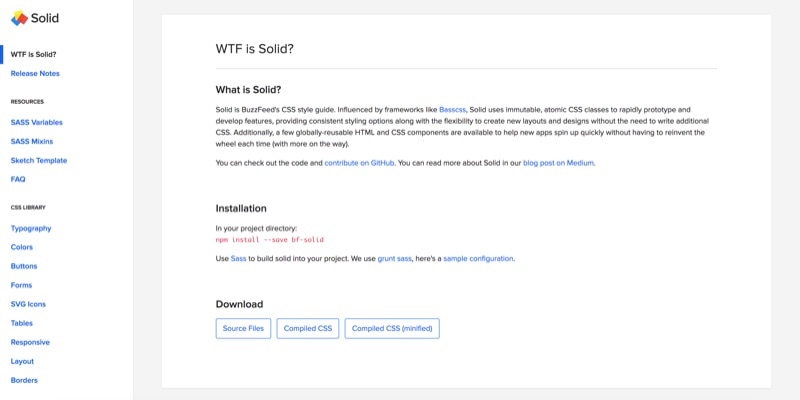 Solid
WTF is Solid?
Release Notes
RESOURCES
SASS Variables
SASS Mixins
Sketch Template
FAQ
CSS LIBRARY
Typography
Colors
Buttons
Forms
SVG Icons
Tables
Responsive
Layout
Borders
WTF is Solid?
What is Solid?
Solid is BuzzFeed's CSS style guide. Influenced by frameworks like Basscss, Solid uses immutable, atomic CSS classes to rapidly prototype and
develop features, providing consistent styling options along with the flexibility to create new layouts and designs without the need to write additional
CSS. Additionally, a few globally-reusable HTML and CSS components are available to help new apps spin up quickly without having to reinvent the
wheel each time (with more on the way).
You can check out the code and contribute on GitHub. You can read more about Solid in our blog post on Medium.
Installation
In your project directory:
npm install --save bf-solid
Use Sass to build solid into your project. We use grunt sass, here's a sample configuration.
Download
Source Files
Compiled CSS
Compiled CSS (minified)